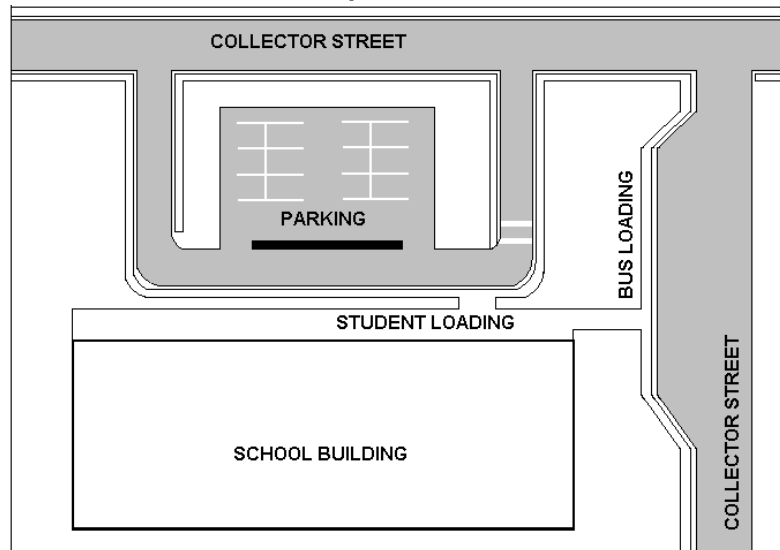 COLLECTOR STREET
PARKING
BUS LOADING
STUDENT LOADING
SCHOOL BUILDING
COLLECTOR STREET